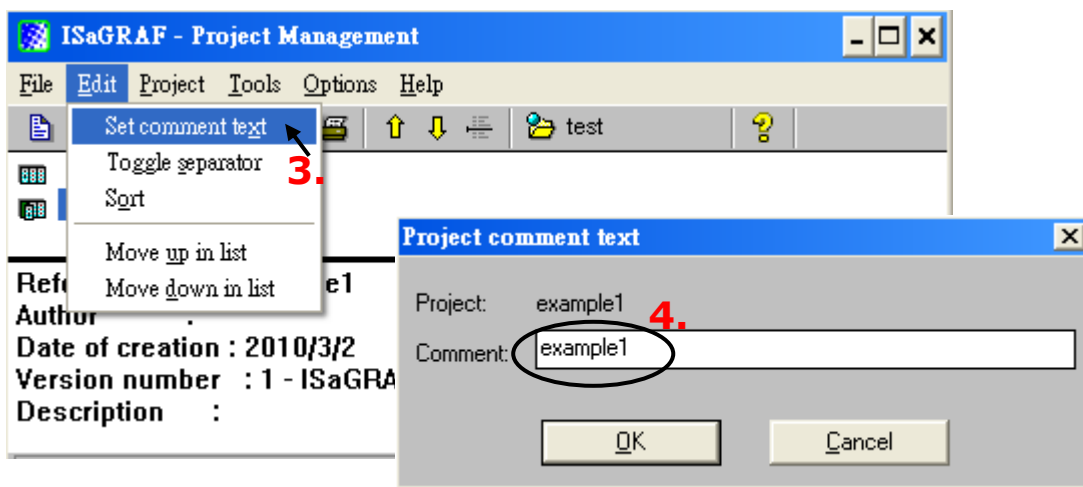 ISaGRAF - Project Management
File Edit Project Tools Options Help
Set comment text
test
Toggle separator
3.
Sort
Move up in list
Move down in list
Project comment text
Project: example1
4.
Comment: example1
OK Cancel
Refe e1
Author :
Date of creation : 2010/3/2
Version number : 1 - ISaGRA
Description :